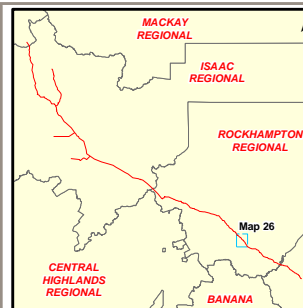 MACKAY
REGIONAL
ISAAC
REGIONAL
ROCKHAMPTON
REGIONAL
Map 26
CENTRAL
HIGHLANDS
REGIONAL
BANANA